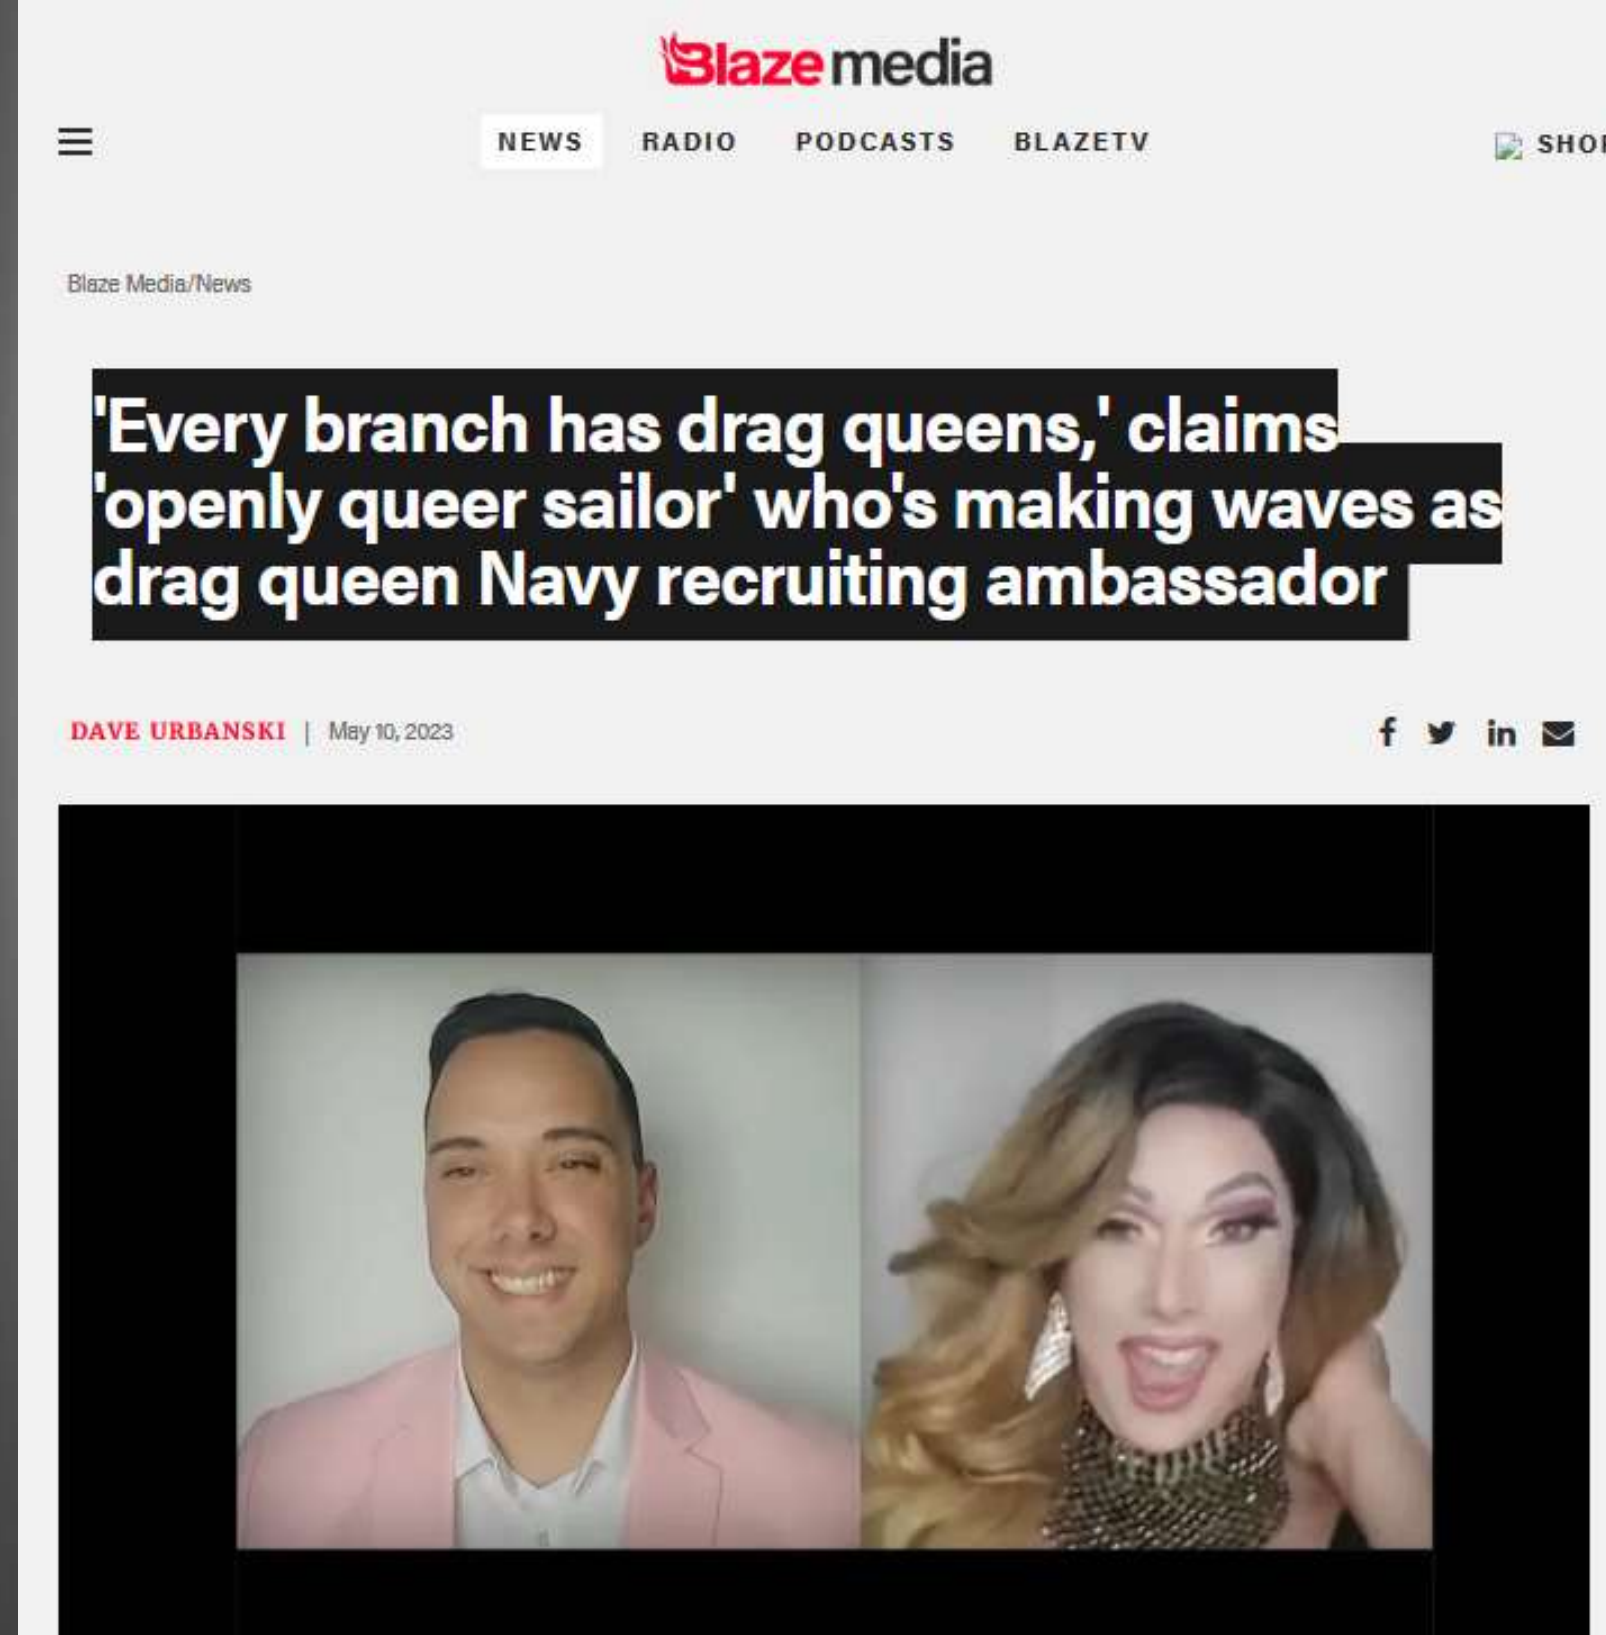 Blaze media
NEWS RADIO PODCASTS BLAZETV
Blaze Media/News
'Every branch has drag queens,' claims
'openly queer sailor' who's making waves as
drag queen Navy recruiting ambassador
DAVE URBANSKI | May 10, 2023